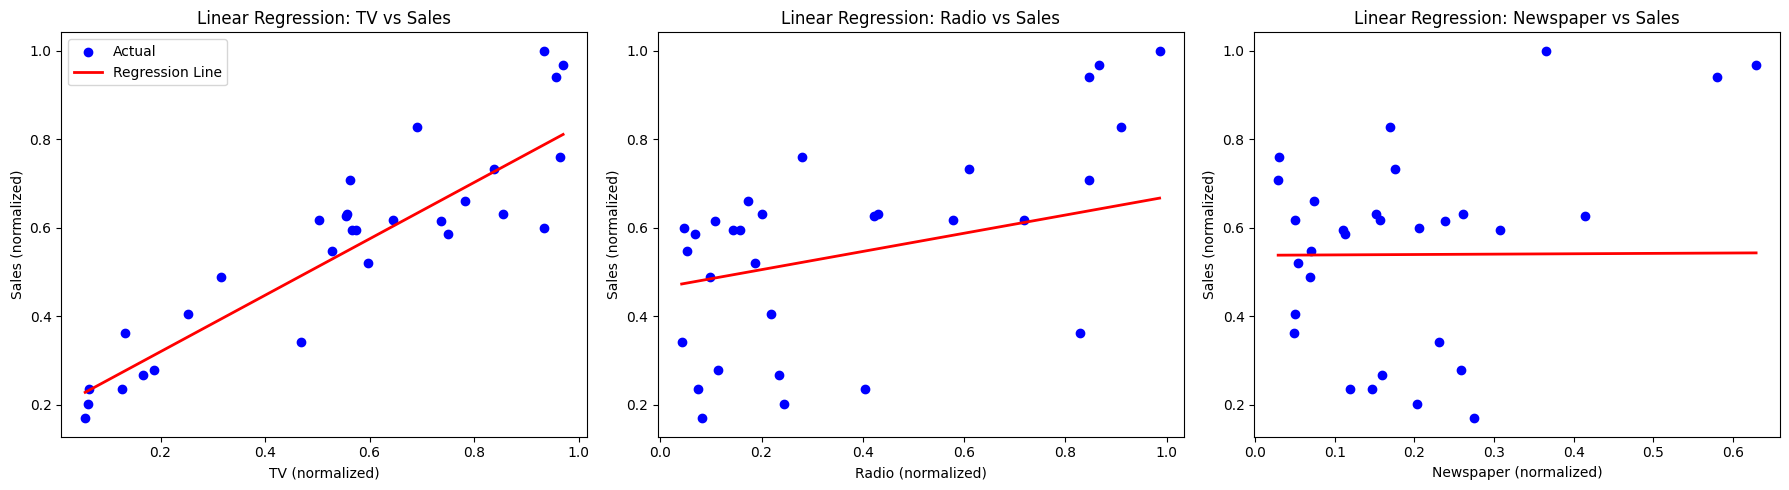 Linear Regression: TV vs Sales
Actual
Regression Line
1.0
0.8
0.6
0.4
0.2
Sales (normalized)
0.2 0.4 0.6 0.8 1.0
TV (normalized)
Linear Regression: Radio vs Sales
1.0
0.8
0.6
0.4
0.2
Sales (normalized)
0.0 0.2 0.4 0.6 0.8 1.0
Radio (normalized)
Linear Regression: Newspaper vs Sales
1.0
0.8
0.6
0.4
0.2
Sales (normalized)
0.0 0.1 0.2 0.3 0.4 0.5 0.6
Newspaper (normalized)